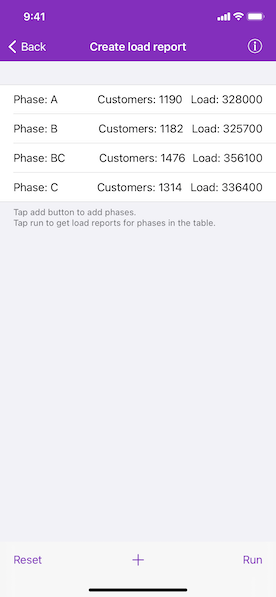 9:41
Back Create load report
Phase: A Customers: 1190 Load: 328000
Phase: B Customers: 1182 Load: 325700
Phase: BC Customers: 1476 Load: 356100
Phase: C Customers: 1314 Load: 336400
Tap add button to add phases.
Tap run to get load reports for phases in the table.
Reset + Run